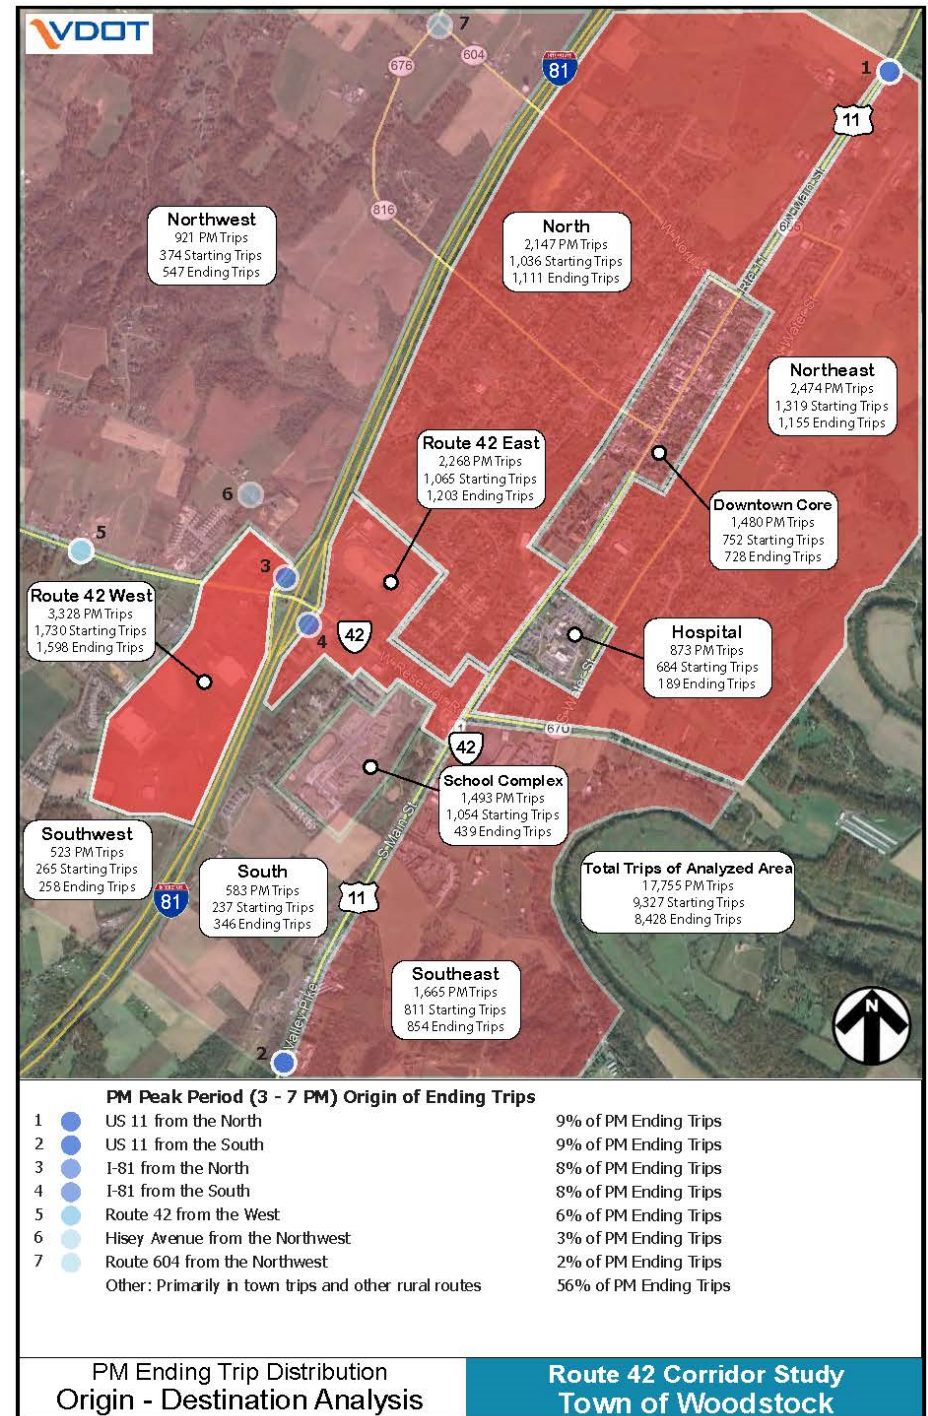 VDOT
7
676
604
81
1
11
816
Northwest
921 PM Trips
374 Starting Trips
547 Ending Trips
North
2,147 PM Trips
1,036 Starting Trips
1,111 Ending Trips
N Main St
Northeast
2,474 PM Trips
1,319 Starting Trips
1,155 Ending Trips
Route 42 East
2,268 PM Trips
1,065 Starting Trips
1,203 Ending Trips
6
5
Downtown Core
1,480 PM Trips
752 Starting Trips
728 Ending Trips
3
Route 42 West
3,328 PM Trips
1,730 Starting Trips
1,598 Ending Trips
4
42
Hospital
873 PM Trips
684 Starting Trips
189 Ending Trips
670
42
School Complex
1,493 PM Trips
1,054 Starting Trips
439 Ending Trips
S Main St
Southwest
523 PM Trips
265 Starting Trips
258 Ending Trips
South
583 PM Trips
237 Starting Trips
346 Ending Trips
Total Trips of Analyzed Area
17,755 PM Trips
9,327 Starting Trips
8,428 Ending Trips
81
11
Southeast
1,665 PM Trips
811 Starting Trips
854 Ending Trips
N
Valley Pike
2
PM Peak Period (3 - 7 PM) Origin of Ending Trips
1 US 11 from the North 9% of PM Ending Trips
2 US 11 from the South 9% of PM Ending Trips
3 I-81 from the North 8% of PM Ending Trips
4 I-81 from the South 8% of PM Ending Trips
5 Route 42 from the West 6% of PM Ending Trips
6 Hisey Avenue from the Northwest 3% of PM Ending Trips
7 Route 604 from the Northwest 2% of PM Ending Trips
Other: Primarily in town trips and other rural routes 56% of PM Ending Trips
PM Ending Trip Distribution
Origin - Destination Analysis
Route 42 Corridor Study
Town of Woodstock